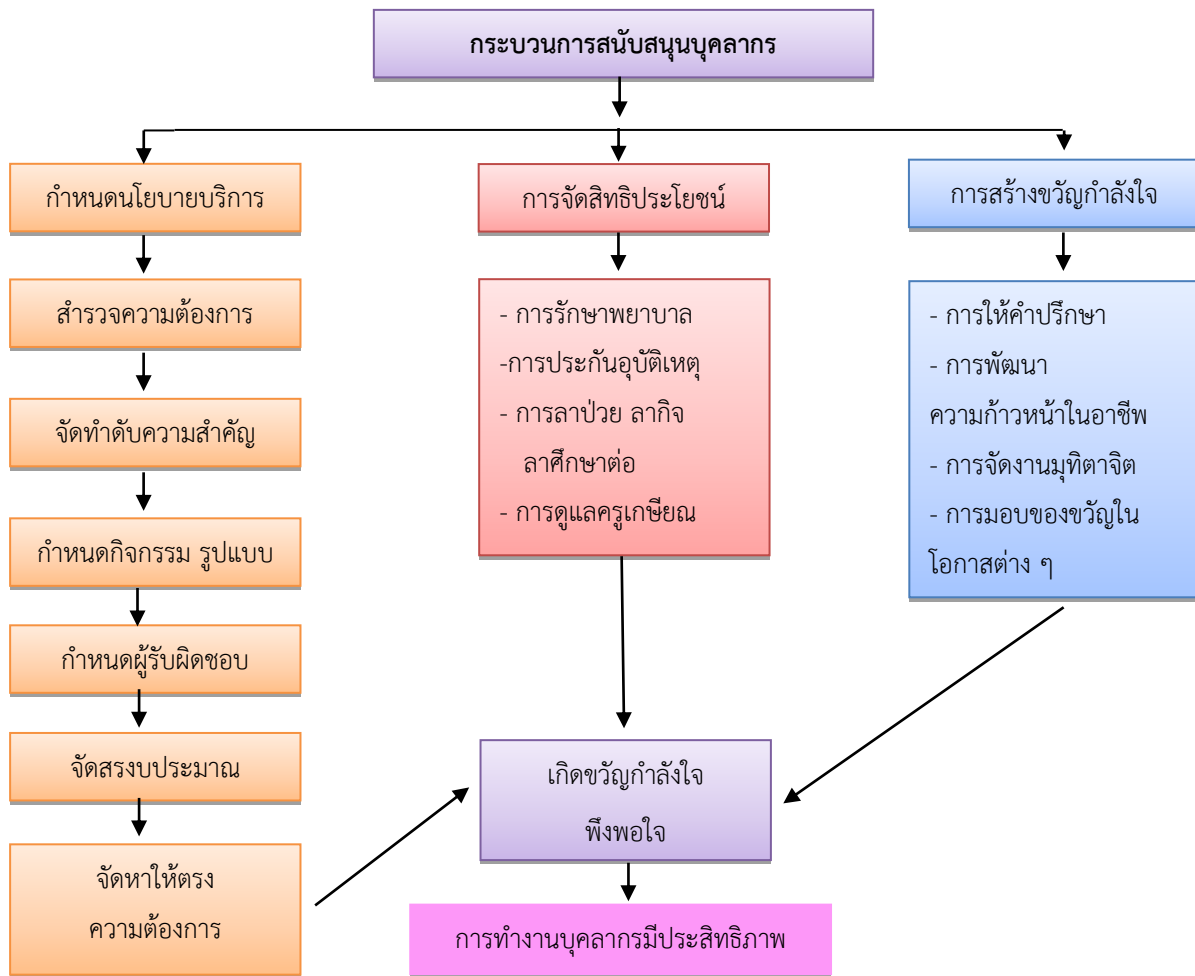 กระบวนการสนับสนุนบุคลากร
กำหนดนโยบายบริการ
สำรวจความต้องการ
จัดทำดับความสำคัญ
กำหนดกิจกรรม รูปแบบ
กำหนดผู้รับผิดชอบ
จัดสรงบประมาณ
จัดหาให้ตรง
ความต้องการ
การจัดสิทธิประโยชน์
- การรักษาพยาบาล
-การประกันอุบัติเหตุ
- การลาป่วย ลากิจ
ลาศึกษาต่อ
- การดูแลครูเกษียณ
การสร้างขวัญกำลังใจ
- การให้คำปรึกษา
- การพัฒนา
ความก้าวหน้าในอาชีพ
- การจัดงานมุทิตาจิต
- การมอบของขวัญใน
โอกาสต่าง ๆ
เกิดขวัญกำลังใจ
พึงพอใจ
การทำงานบุคลากรมีประสิทธิภาพ